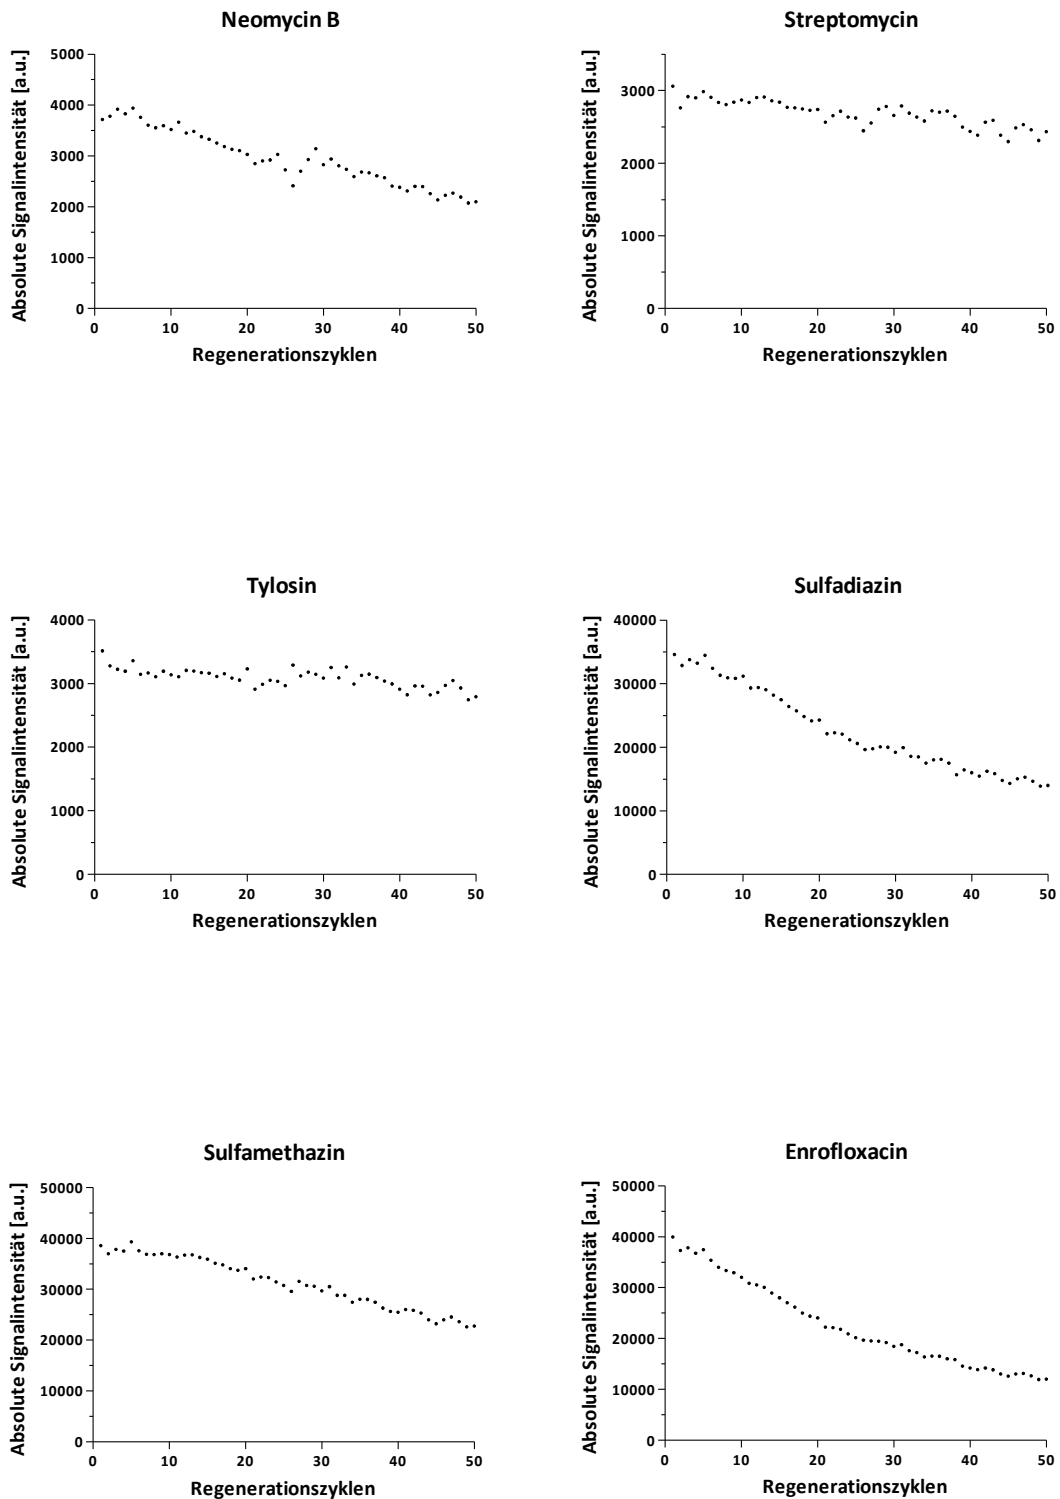 Neomycin B
Absolute Signalintensität [a.u.]
5000
4000
3000
2000
1000
0
0 10 20 30 40 50
Regenerationszyklen
Streptomycin
Absolute Signalintensität [a.u.]
3000
2000
1000
0
0 10 20 30 40 50
Regenerationszyklen
Tylosin
Absolute Signalintensität [a.u.]
4000
3000
2000
1000
0
0 10 20 30 40 50
Regenerationszyklen
Sulfadiazin
Absolute Signalintensität [a.u.]
40000
30000
20000
10000
0
0 10 20 30 40 50
Regenerationszyklen
Sulfamethazin
Absolute Signalintensität [a.u.]
50000
40000
30000
20000
10000
0
0 10 20 30 40 50
Regenerationszyklen
Enrofloxacin
Absolute Signalintensität [a.u.]
50000
40000
30000
20000
10000
0
0 10 20 30 40 50
Regenerationszyklen